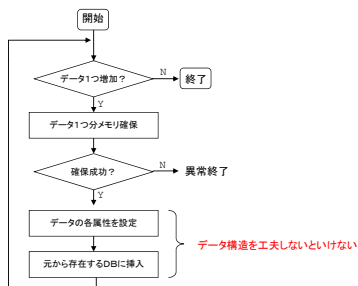 開始
データ1つ増加?
N
終了
Y
データ1つ分メモリ確保
確保成功?
N
異常終了
Y
データの各属性を設定
データ構造を工夫しないといけない
元から存在するDBに挿入